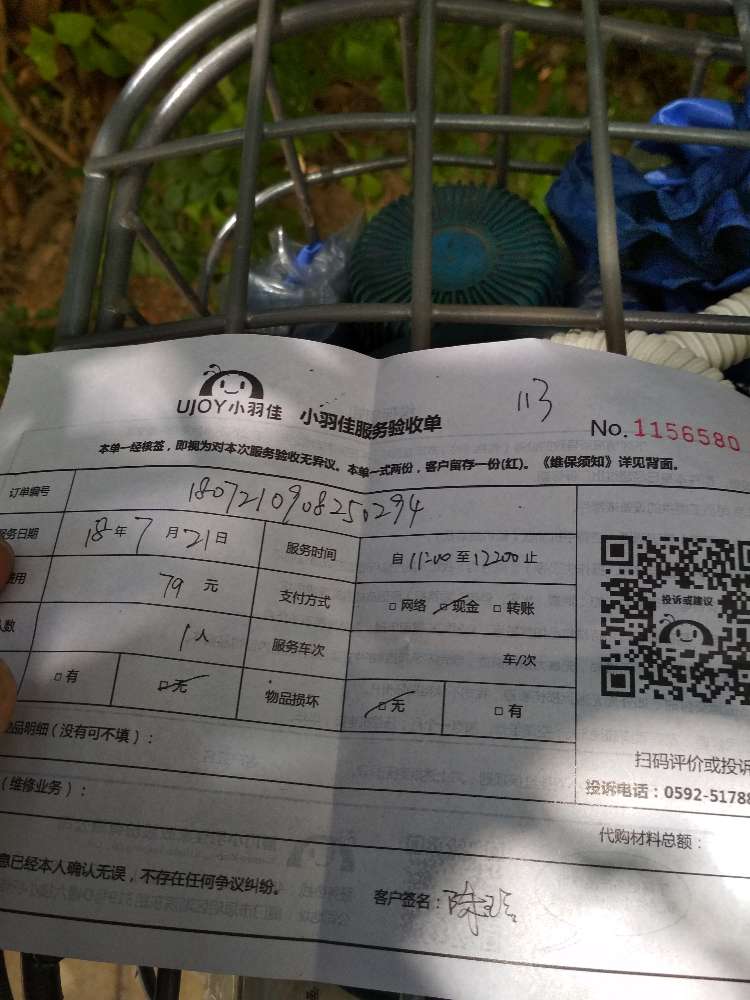 113
UJOY小羽佳 小羽佳服务验收单
No. 1156580
本单一经核签，即视为对本次服务验收无异议。本单一式两份，客户留存一份(红)。《维保须知》详见背面。
订单编号 1807210908250294
服务日期 18年7月21日 服务时间 自11:00至12:00止
费用 79元 支付方式 □网络 □现金 □转账
人数 1人 服务车次 车/次
□有 □无 物品损坏 □无 □有
投诉或建议
扫码评价或投诉
投诉电话：0592-51788
品明细（没有可不填）：
（维修业务）：
代购材料总额：
息已经本人确认无误，不存在任何争议纠纷。 客户签名：